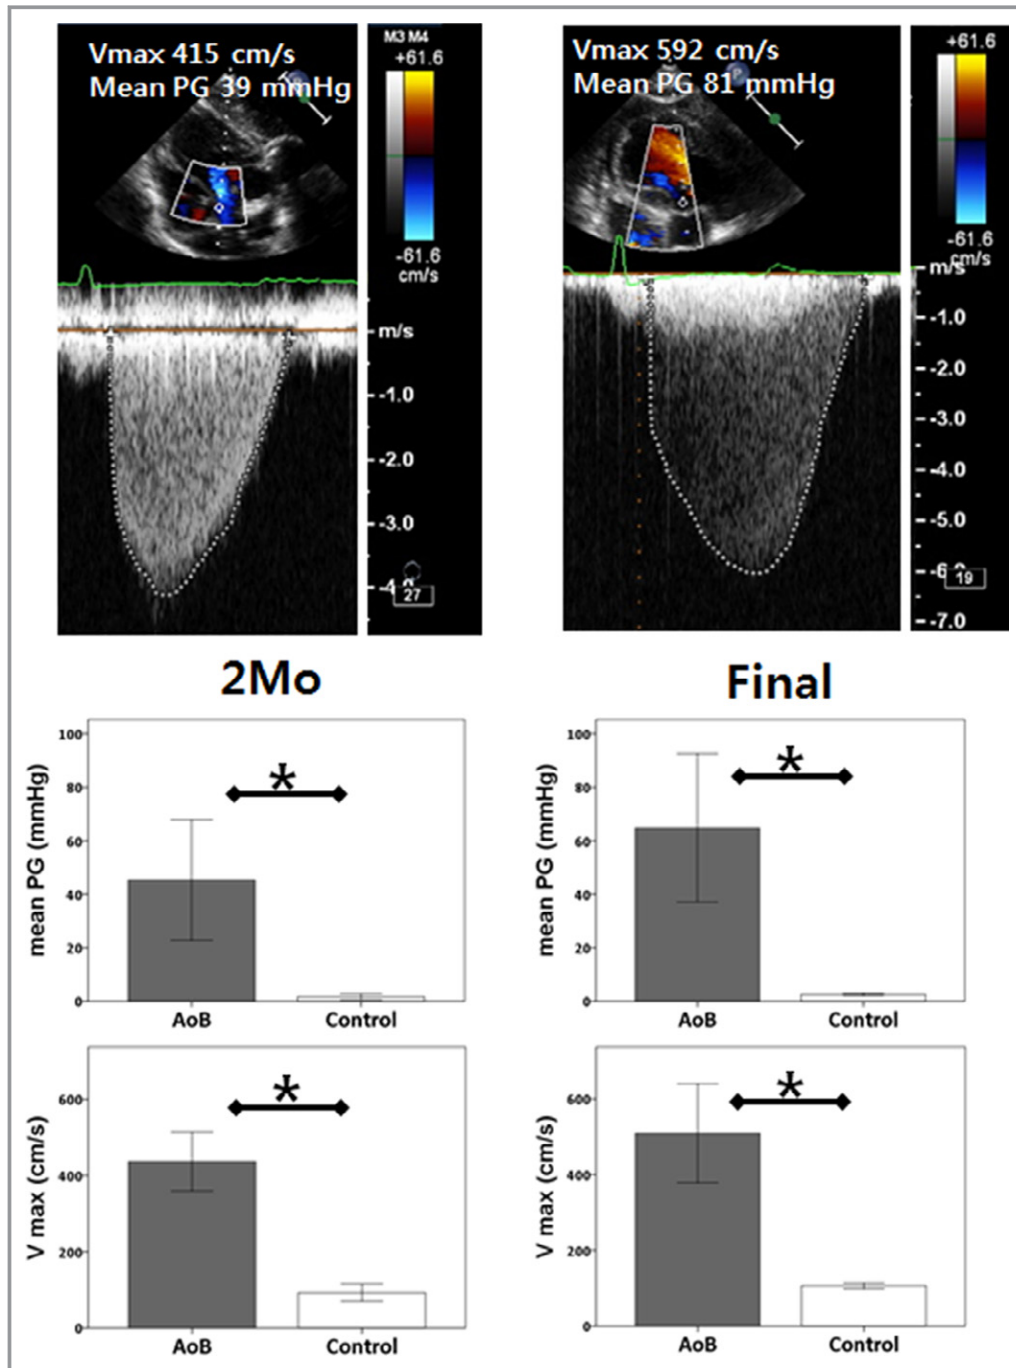 Vmax 415 cm/s
Mean PG 39 mmHg
M3 M4
+61.6
-61.6
cm/s
m/s
-1.0
-2.0
-3.0
27
Vmax 592 cm/s
Mean PG 81 mmHg
+61.6
-61.6
cm/s
m/s
-1.0
-2.0
-3.0
-4.0
-5.0
19
-7.0
2Mo
Final
mean PG (mmHg)
100
80
60
40
20
0
AoB
Control
*
mean PG (mmHg)
100
80
60
40
20
0
AoB
Control
*
V max (cm/s)
600
400
200
0
AoB
Control
*
V max (cm/s)
600
400
200
0
AoB
Control
*